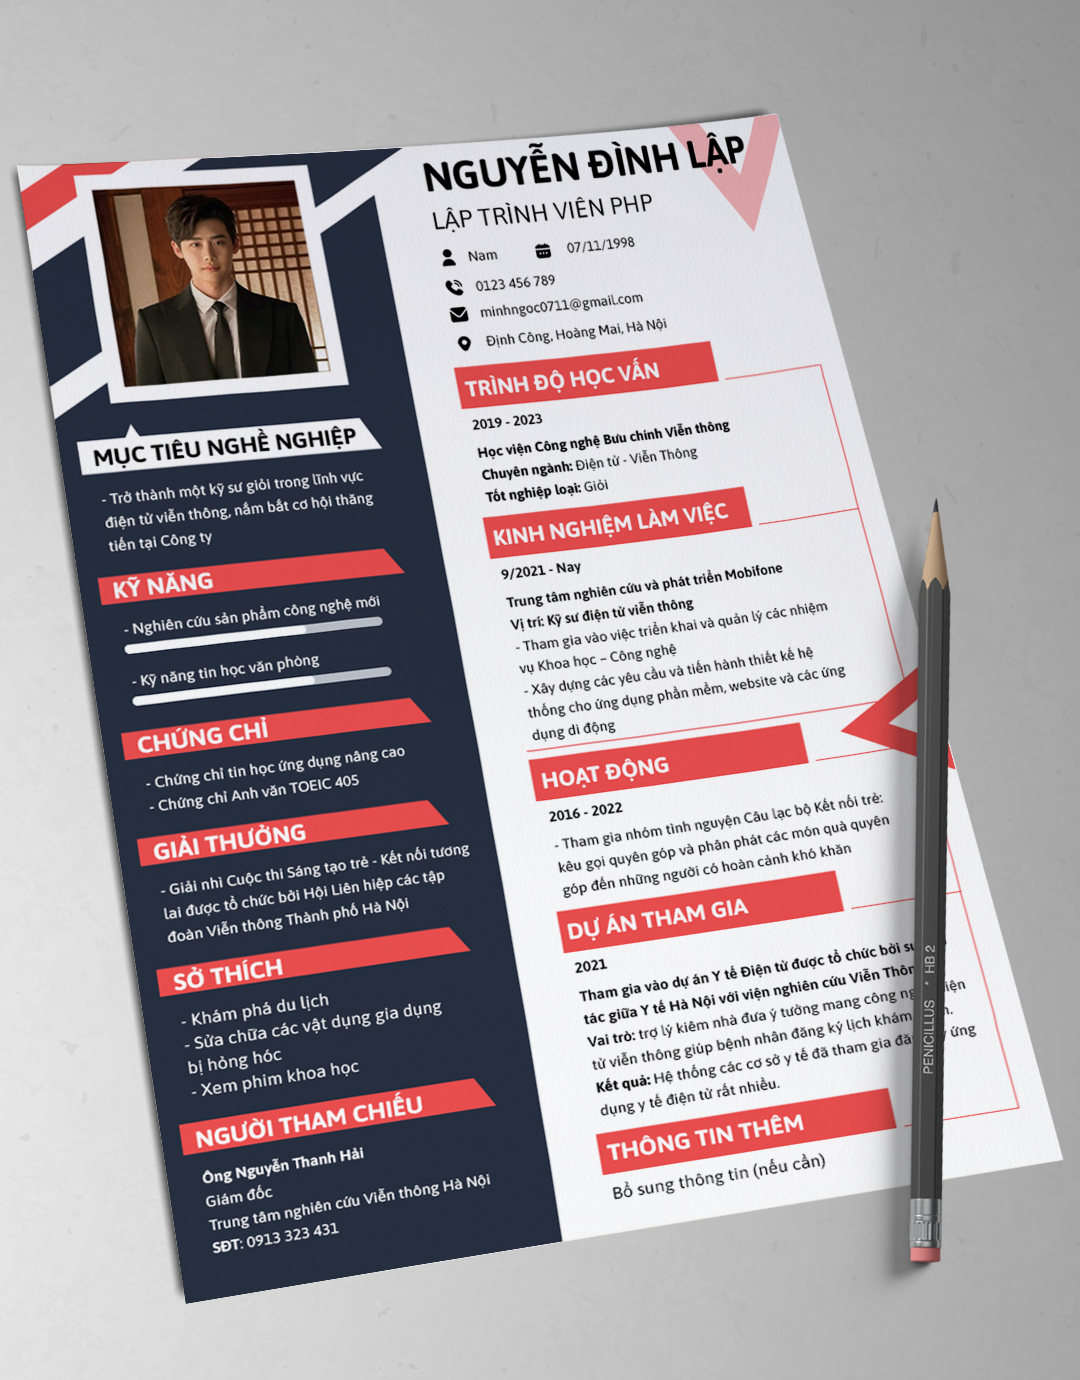 NGUYỄN ĐÌNH LẬP
LẬP TRÌNH VIÊN PHP
Nam 07/11/1998
0123 456 789
minhngoc0711@gmail.com
Định Công, Hoàng Mai, Hà Nội
MỤC TIÊU NGHỀ NGHIỆP
- Trở thành một kỹ sư giỏi trong lĩnh vực
điện tử viễn thông, nắm bắt cơ hội thăng
tiến tại Công ty
KỸ NĂNG
- Nghiên cứu sản phẩm công nghệ mới
- Kỹ năng tin học văn phòng
CHỨNG CHỈ
- Chứng chỉ tin học ứng dụng nâng cao
- Chứng chỉ Anh văn TOEIC 405
GIẢI THƯỞNG
- Giải nhì Cuộc thi Sáng tạo trẻ - Kết nối tương
lai được tổ chức bởi Hội Liên hiệp các tập
đoàn Viễn thông Thành phố Hà Nội
SỞ THÍCH
- Khám phá du lịch
- Sửa chữa các vật dụng gia dụng
bị hỏng hóc
- Xem phim khoa học
NGƯỜI THAM CHIẾU
Ông Nguyễn Thanh Hải
Giám đốc
Trung tâm nghiên cứu Viễn thông Hà Nội
SĐT: 0913 323 431
TRÌNH ĐỘ HỌC VẤN
2019 - 2023
Học viện Công nghệ Bưu chính Viễn thông
Chuyên ngành: Điện tử - Viễn Thông
Tốt nghiệp loại: Giỏi
KINH NGHIỆM LÀM VIỆC
9/2021 - Nay
Trung tâm nghiên cứu và phát triển Mobifone
Vị trí: Kỹ sư điện tử viễn thông
- Tham gia vào việc triển khai và quản lý các nhiệm
vụ Khoa học – Công nghệ
- Xây dựng các yêu cầu và tiến hành thiết kế hệ
thống cho ứng dụng phần mềm, website và các ứng
dụng di động
HOẠT ĐỘNG
2016 - 2022
- Tham gia nhóm tình nguyện Câu lạc bộ Kết nối trẻ:
kêu gọi quyên góp và phân phát các món quà quyên
góp đến những người có hoàn cảnh khó khăn
DỰ ÁN THAM GIA
2021
Tham gia vào dự án Y tế Điện tử được tổ chức bởi
tác giữa Y tế Hà Nội với viện nghiên cứu Viễn
Vai trò: trợ lý kiêm nhà đưa ý tưởng mang công
tử viễn thông giúp bệnh nhân đăng ký lịch khám
Kết quả: Hệ thống các cơ sở y tế đã tham gia ứng
dụng y tế điện tử rất nhiều.
THÔNG TIN THÊM
Bổ sung thông tin (nếu cần)
PENICILLUS * HB 2